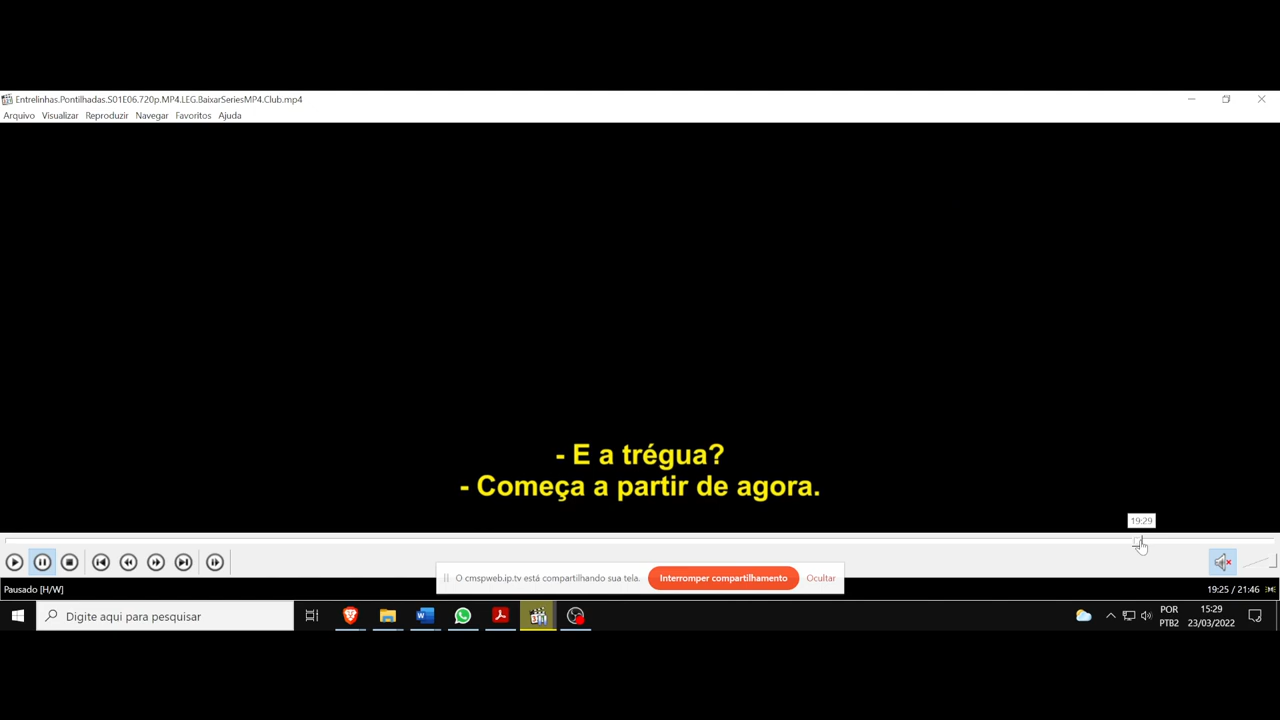 Entrelinhas.Pontilhadas.S01E06.720p.MP4.LEG.BaixarSeriesMP4.Club.mp4
Arquivo Visualizar Reproduzir Navegar Favoritos Ajuda
- E a trégua?
- Começa a partir de agora.
19:29
O cmspweb.ip.tv está compartilhando sua tela. Interromper compartilhamento Ocultar
Pausado [H/W] 19:25 / 21:46
Digite aqui para pesquisar
POR 15:29
PTB2 23/03/2022